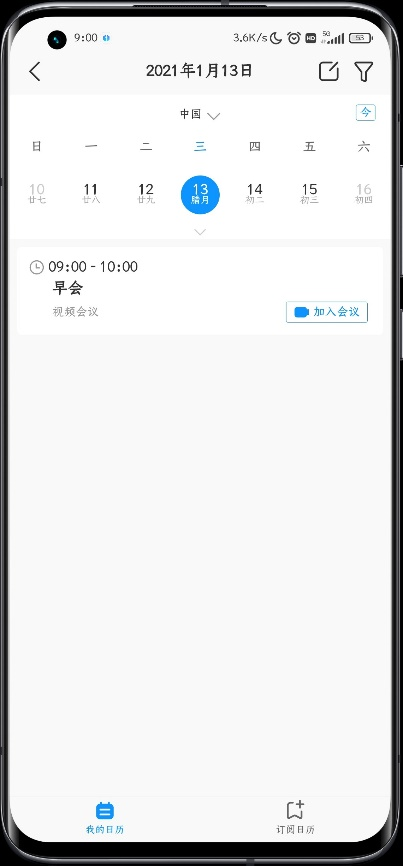 9:00 3.6K/s HD 5G 53
2021年1月13日
中国
今
日 一 二 三 四 五 六
10 11 12 13 14 15 16
廿七 廿八 廿九 腊月 初二 初三 初四
09:00 - 10:00
早会
视频会议 加入会议
我的日历 订阅日历